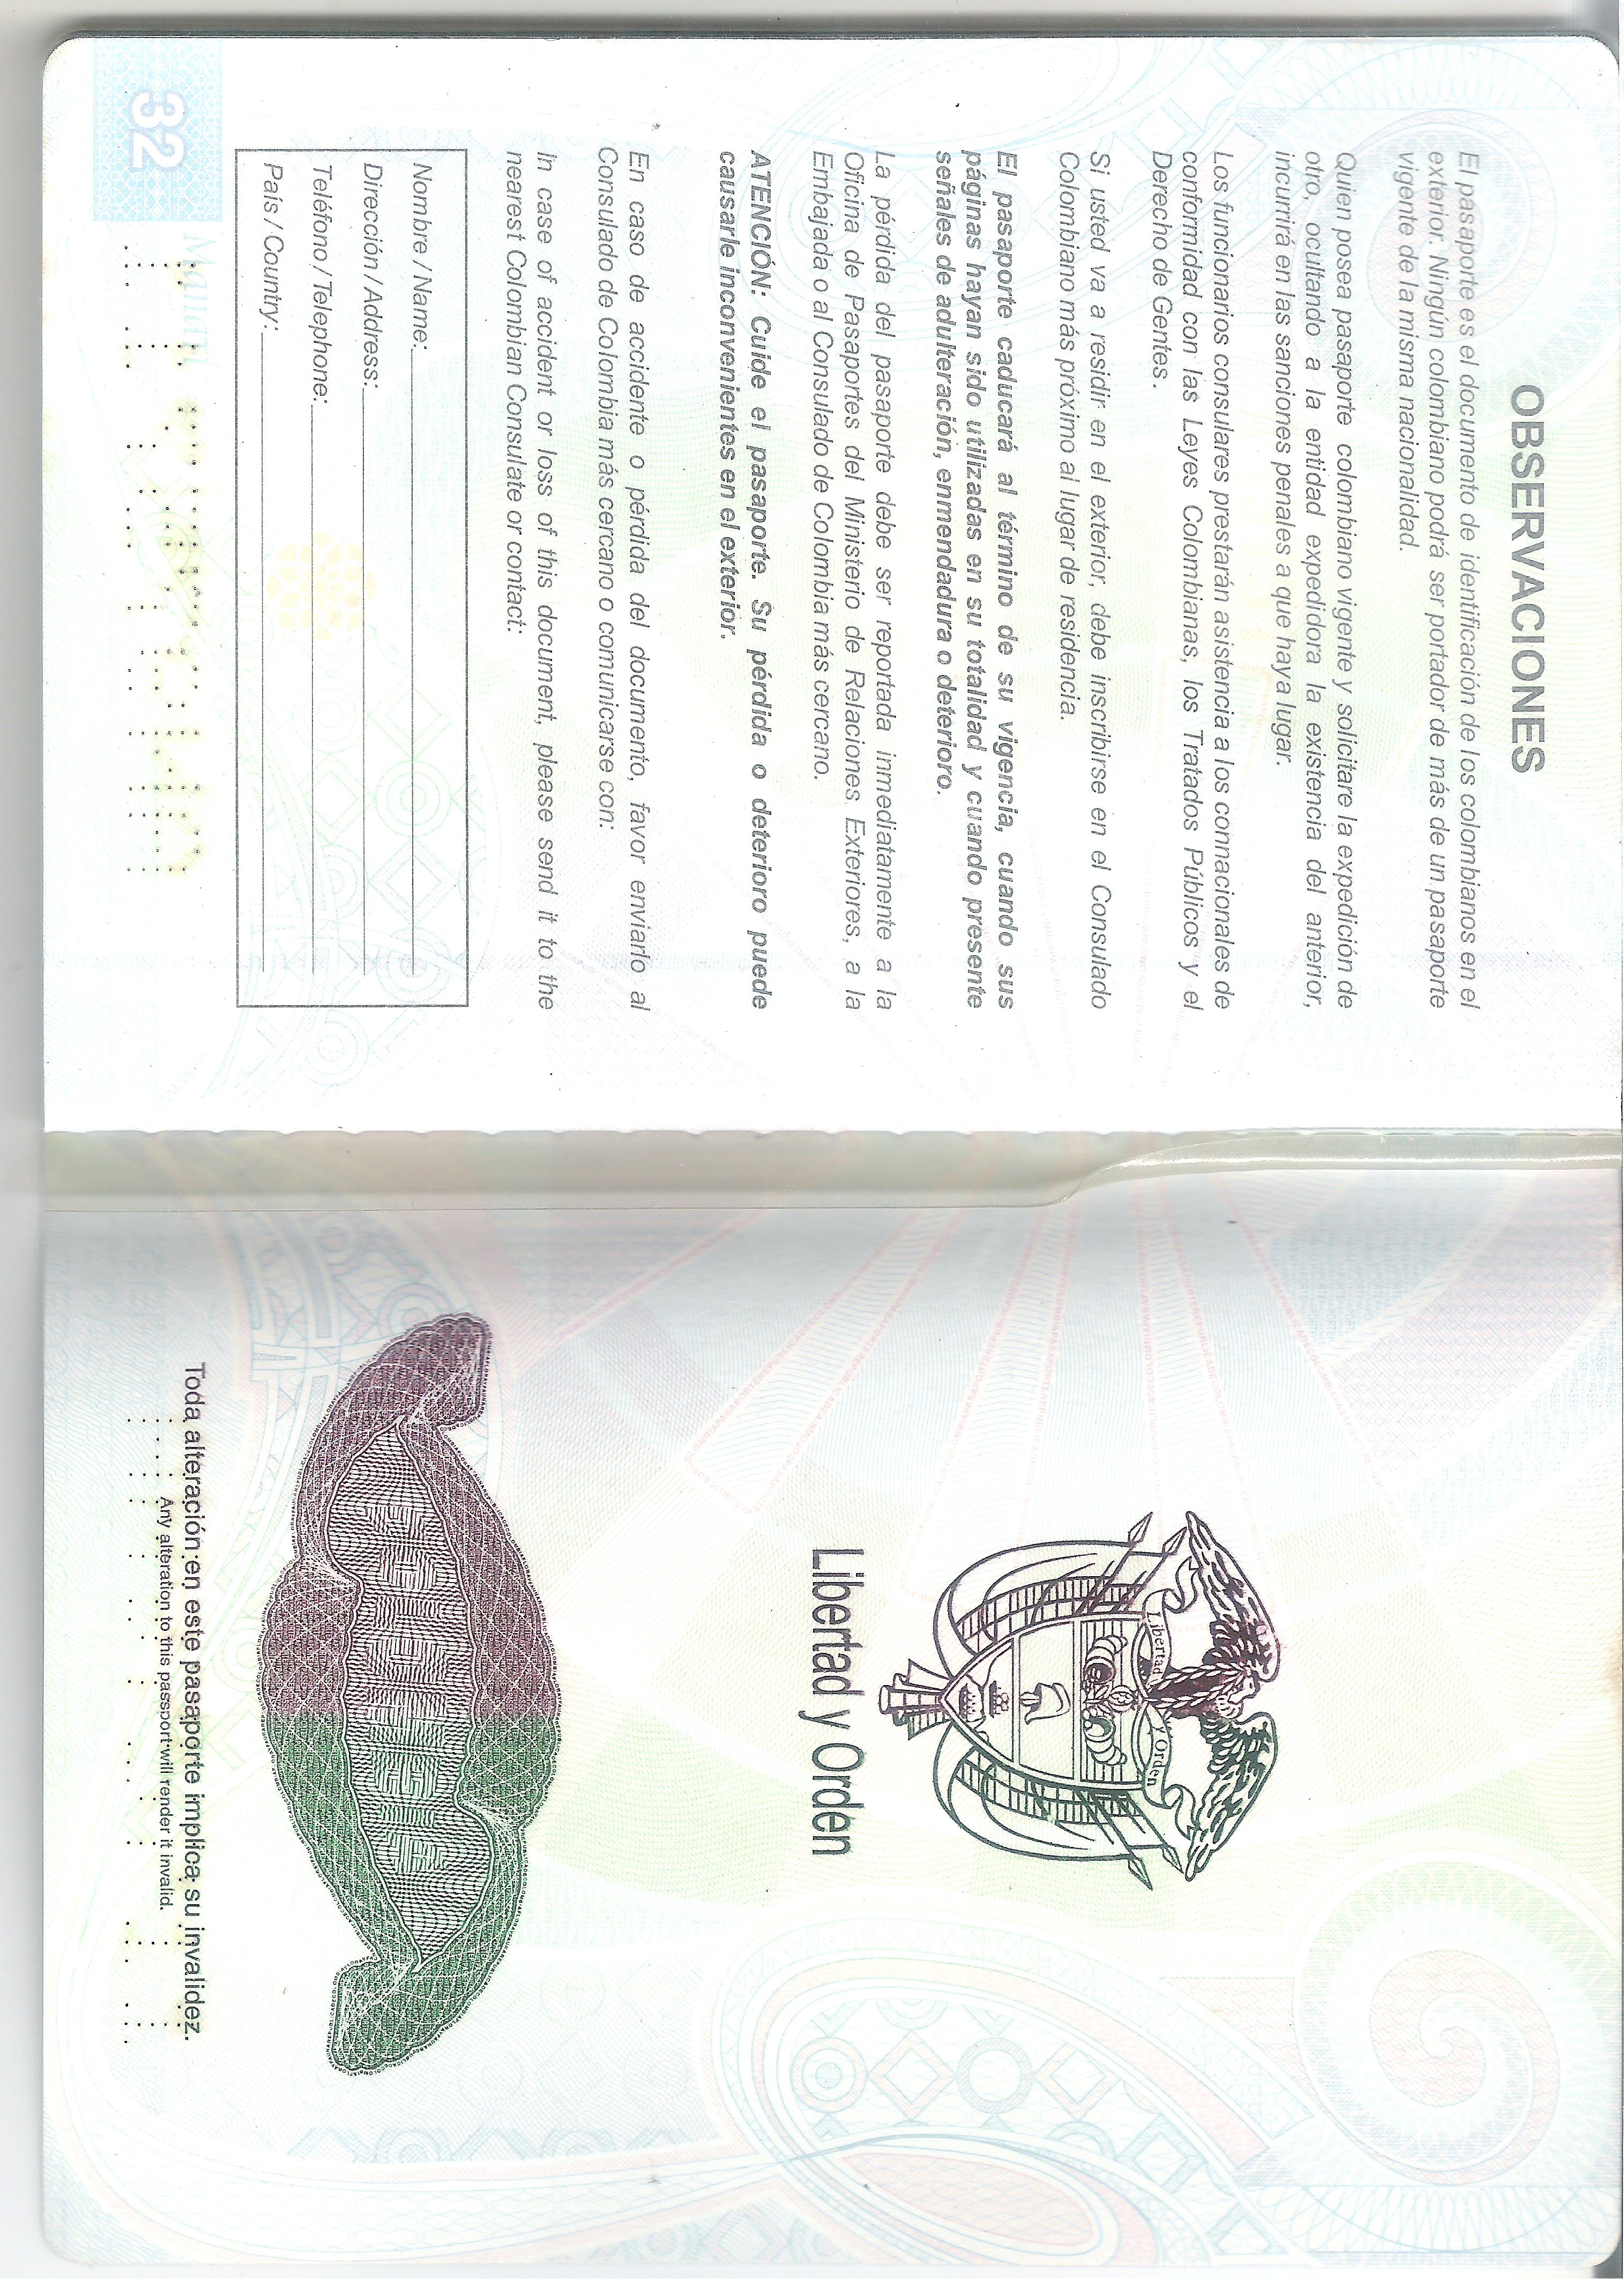 OBSERVACIONES
El pasaporte es el documento de identificación de los colombianos en el
exterior. Ningún colombiano podrá ser portador de más de un pasaporte
vigente de la misma nacionalidad.
Quien posea pasaporte colombiano vigente y solicitare la expedición de
otro, ocultando a la entidad expedidora la existencia del anterior,
incurrirá en las sanciones penales a que haya lugar.
Los funcionarios consulares prestarán asistencia a los connacionales de
conformidad con las Leyes Colombianas, los Tratados Públicos y el
Derecho de Gentes.
Si usted va a residir en el exterior, debe inscribirse en el Consulado
Colombiano más próximo al lugar de residencia.
El pasaporte caducará al término de su vigencia, cuando sus
páginas hayan sido utilizadas en su totalidad y cuando presente
señales de adulteración, enmendadura o deterioro.
La pérdida del pasaporte debe ser reportada inmediatamente a la
Oficina de Pasaportes del Ministerio de Relaciones Exteriores, a la
Embajada o al Consulado de Colombia más cercano.
ATENCIÓN: Cuide el pasaporte. Su pérdida o deterioro puede
causarle inconvenientes en el exterior.
En caso de accidente o pérdida del documento, favor enviarlo al
Consulado de Colombia más cercano o comunicarse con:
In case of accident or loss of this document, please send it to the
nearest Colombian Consulate or contact:
Nombre / Name:
Dirección / Address:
Teléfono / Telephone:
País / Country:
32
Libertad y Orden
Libertad y Orden
Toda alteración en este pasaporte implica su invalidez.
Any alteration to this passport will render it invalid.